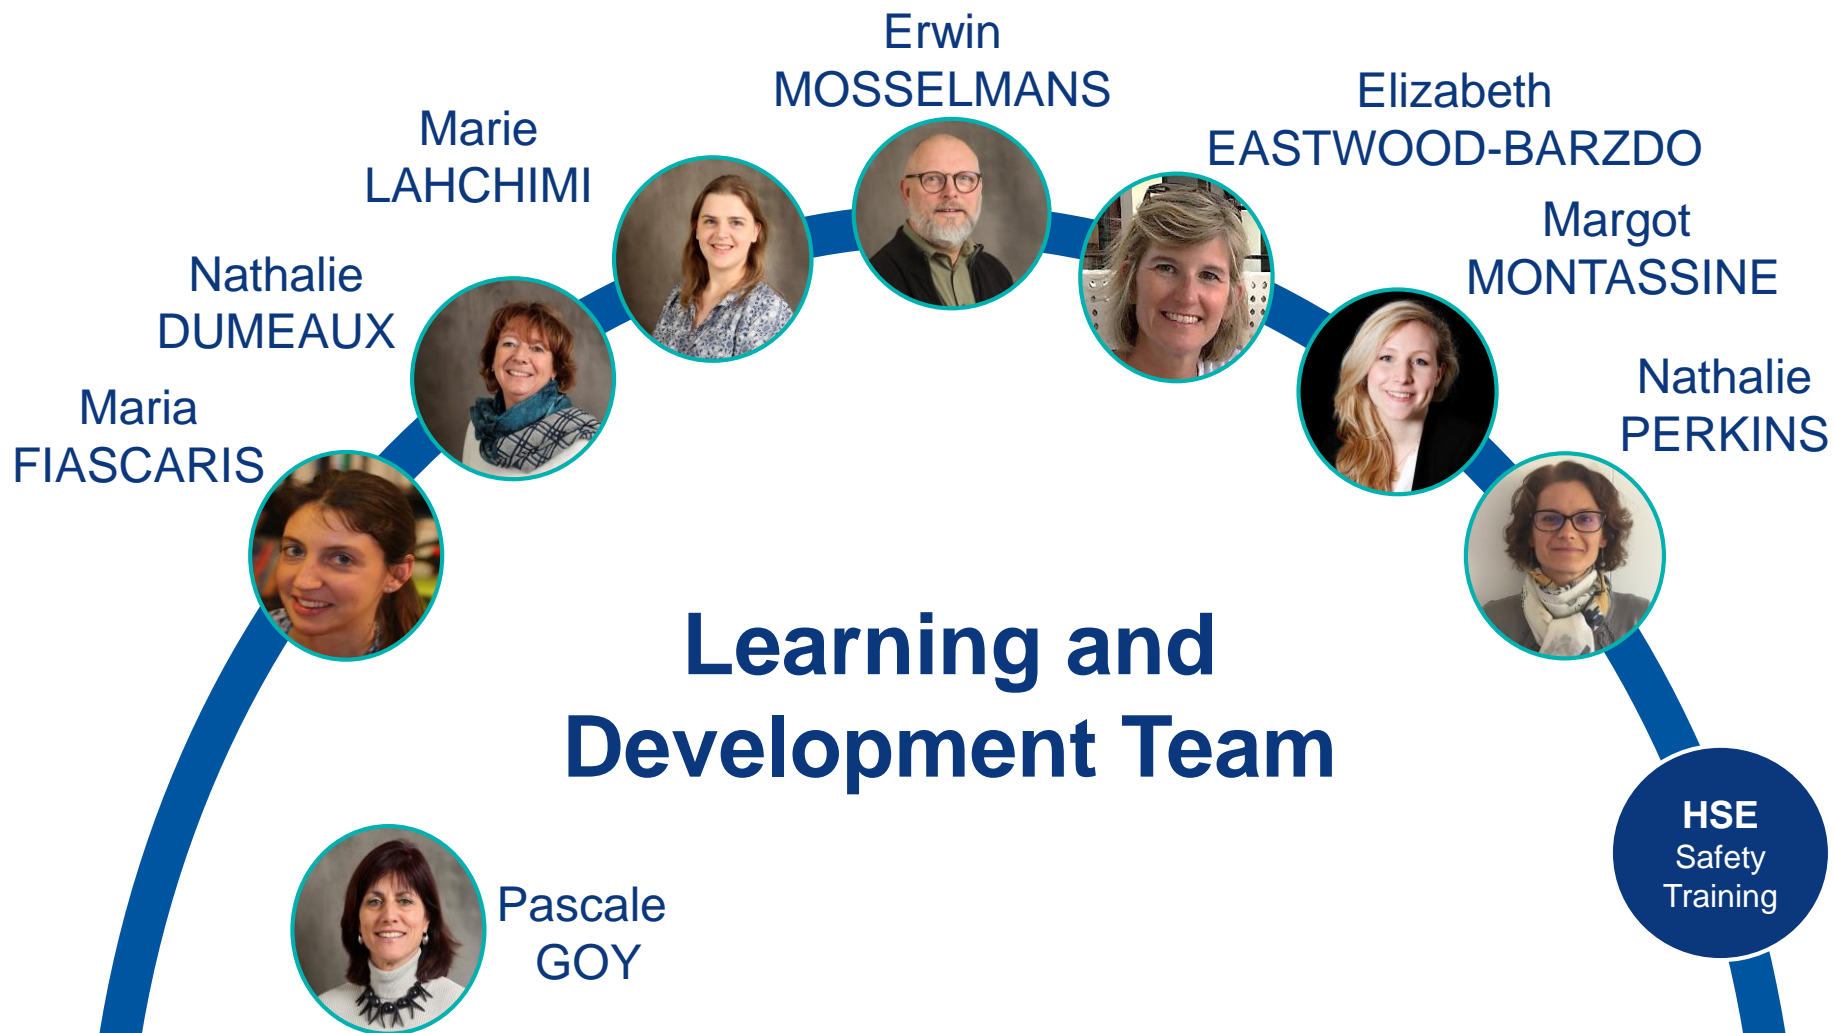 Erwin
MOSSELMANS
Elizabeth
EASTWOOD-BARZDO
Marie
LAHCHIMI
Margot
MONTASSINE
Nathalie
DUMEAUX
Nathalie
PERKINS
Maria
FIASCARIS
Learning and
Development Team
HSE
Safety
Training
Pascale
GOY